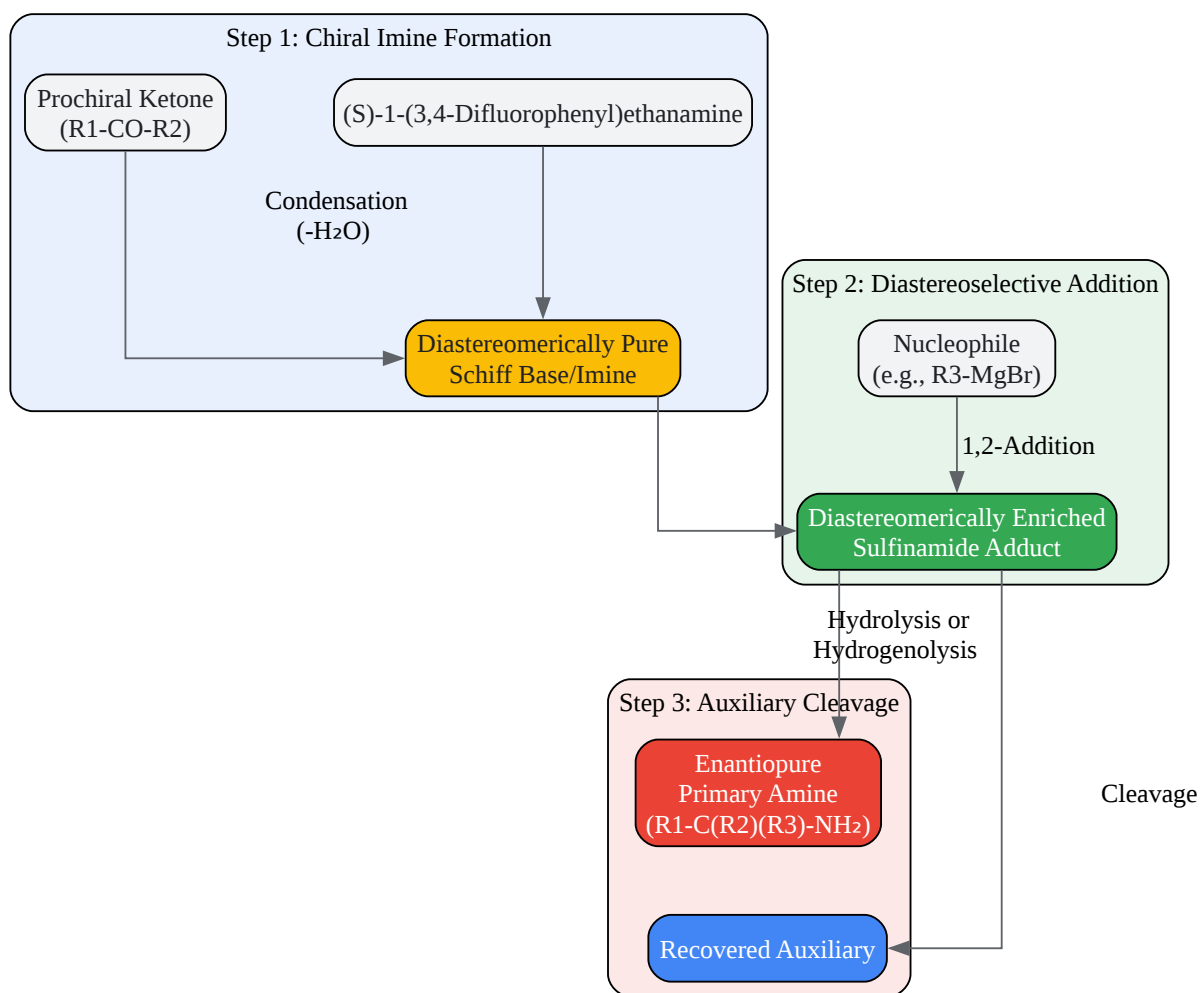 Step 1: Chiral Imine Formation
Prochiral Ketone
(R1-CO-R2)
(S)-1-(3,4-Difluorophenyl)ethanamine
Condensation
(-H₂O)
Diastereomerically Pure
Schiff Base/Imine
Step 2: Diastereoselective Addition
Nucleophile
(e.g., R3-MgBr)
1,2-Addition
Diastereomerically Enriched
Sulfinamide Adduct
Hydrolysis or
Hydrogenolysis
Step 3: Auxiliary Cleavage
Enantiopure
Primary Amine
(R1-C(R2)(R3)-NH₂)
Cleavage
Recovered Auxiliary